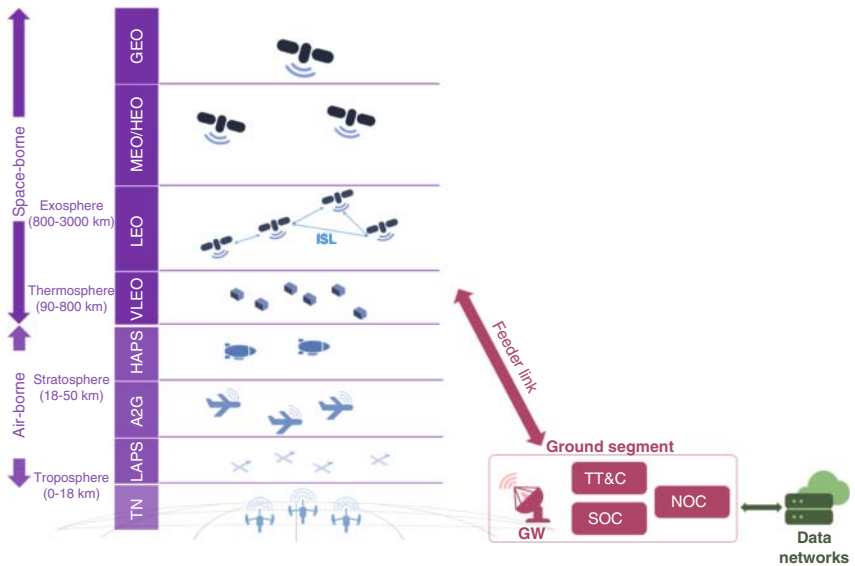 Space-borne
Air-borne
GEO
MEO/HEO
Exosphere
(800-3000 km)
LEO
ISL
Thermosphere
(90-800 km)
VLEO
HAPS
Stratosphere
(18-50 km)
A2G
LAPS
Troposphere
(0-18 km)
TN
Feeder link
Ground segment
TT&C
SOC
NOC
GW
Data
networks